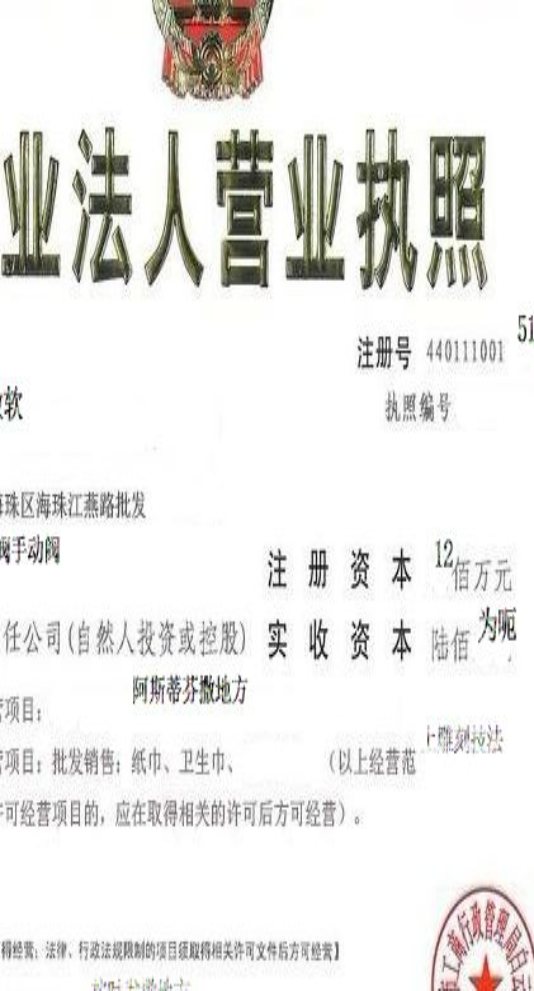 业法人营业执照
51
注册号 440111001
软
执照编号
珠区海珠江燕路批发
阀手动阀
注册资本 12佰万元
任公司(自然人投资或控股) 实收资本 陆佰为呃
阿斯蒂芬撒地方
项目:
上雕刻技法
项目:批发销售:纸巾、卫生巾、 (以上经营范
可经营项目的,应在取得相关的许可后方可经营)。
得经营;法律、行政法规限制的项目须取得相关许可文件后方可经营】
工商行政管理局白云